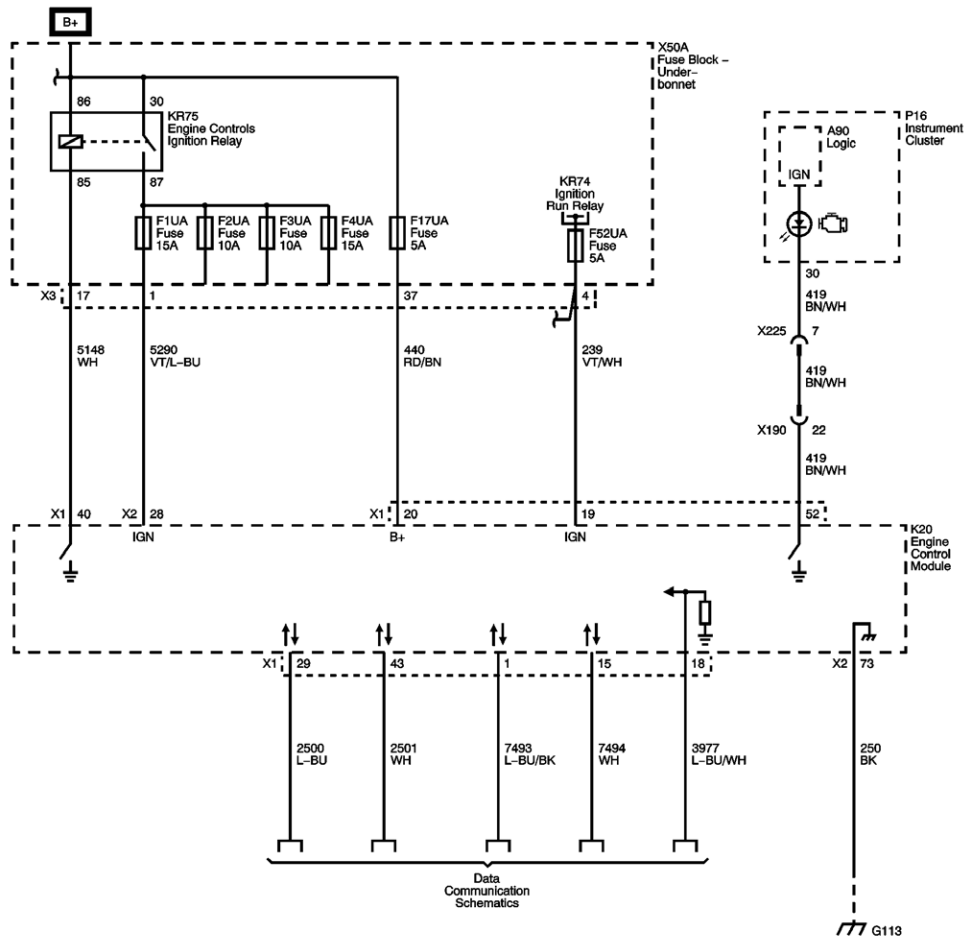 B+
X50A
Fuse Block –
Under–
bonnet
86
30
KR75
Engine Controls
Ignition Relay
85
87
P16
Instrument
Cluster
A90
Logic
IGN
KR74
Ignition
Run Relay
F1UA
Fuse
15A
F2UA
Fuse
10A
F3UA
Fuse
10A
F4UA
Fuse
15A
F17UA
Fuse
5A
F52UA
Fuse
5A
30
X3
17
1
37
4
419
BN/WH
X225
7
5148
WH
5290
VT/L–BU
440
RD/BN
239
VT/WH
419
BN/WH
X190
22
419
BN/WH
X1
40
X2
28
X1
20
19
52
IGN
B+
IGN
K20
Engine
Control
Module
X1
29
43
1
15
18
X2
73
2500
L–BU
2501
WH
7493
L–BU/BK
7494
WH
3977
L–BU/WH
250
BK
Data
Communication
Schematics
G113